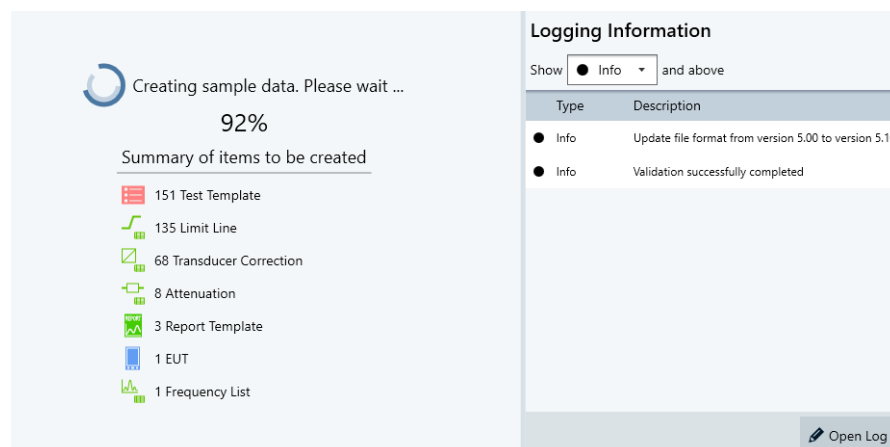 Creating sample data. Please wait ...
92%
Summary of items to be created
151 Test Template
135 Limit Line
68 Transducer Correction
8 Attenuation
REPORT
3 Report Template
1 EUT
1 Frequency List
Logging Information
Show Info and above
Type Description
Info Update file format from version 5.00 to version 5.1
Info Validation successfully completed
Open Log